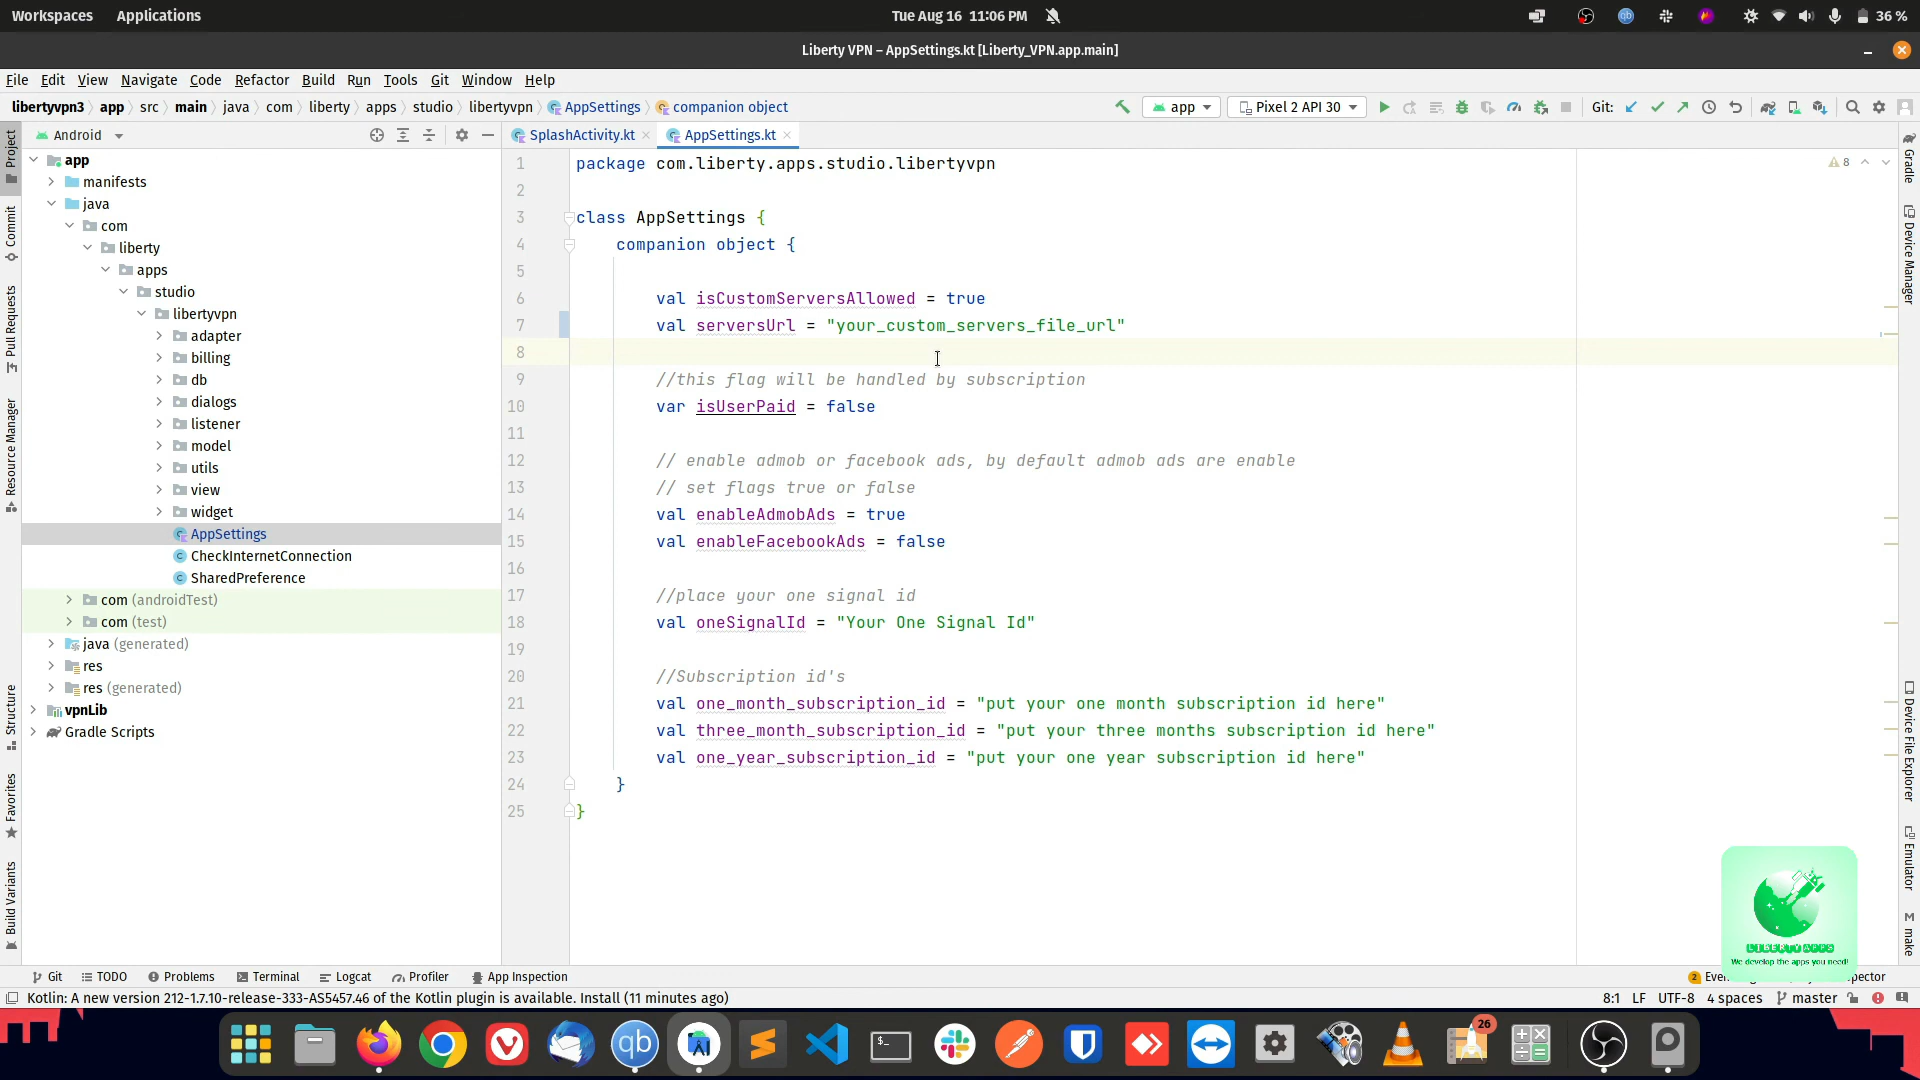 Workspaces Applications Tue Aug 16 11:06 PM 36 %
Liberty VPN – AppSettings.kt [Liberty_VPN.app.main]
File Edit View Navigate Code Refactor Build Run Tools Git Window Help
libertyvpn3 app src main java com liberty apps studio libertyvpn AppSettings companion object app Pixel 2 API 30 Git:
Android SplashActivity.kt AppSettings.kt
Project
Commit
Pull Requests
Resource Manager
Structure
Favorites
Build Variants
app
manifests
java
com
liberty
apps
studio
libertyvpn
adapter
billing
db
dialogs
listener
model
utils
view
widget
AppSettings
CheckInternetConnection
SharedPreference
com (androidTest)
com (test)
java (generated)
res
res (generated)
vpnLib
Gradle Scripts
8
1 package com.liberty.apps.studio.libertyvpn
2
3 class AppSettings {
4 companion object {
5
6 val isCustomServersAllowed = true
7 val serversUrl = "your_custom_servers_file_url"
8
9 //this flag will be handled by subscription
10 var isUserPaid = false
11
12 // enable admob or facebook ads, by default admob ads are enable
13 // set flags true or false
14 val enableAdmobAds = true
15 val enableFacebookAds = false
16
17 //place your one signal id
18 val oneSignalId = "Your One Signal Id"
19
20 //Subscription id's
21 val one_month_subscription_id = "put your one month subscription id here"
22 val three_month_subscription_id = "put your three months subscription id here"
23 val one_year_subscription_id = "put your one year subscription id here"
24 }
25 }
Gradle
Device Manager
Device File Explorer
Emulator
make
LIBERTY APPS
We develop the apps you need!
Git TODO Problems Terminal Logcat Profiler App Inspection 2
Kotlin: A new version 212-1.7.10-release-333-AS5457.46 of the Kotlin plugin is available. Install (11 minutes ago) 8:1 LF UTF-8 4 spaces master
qb
26